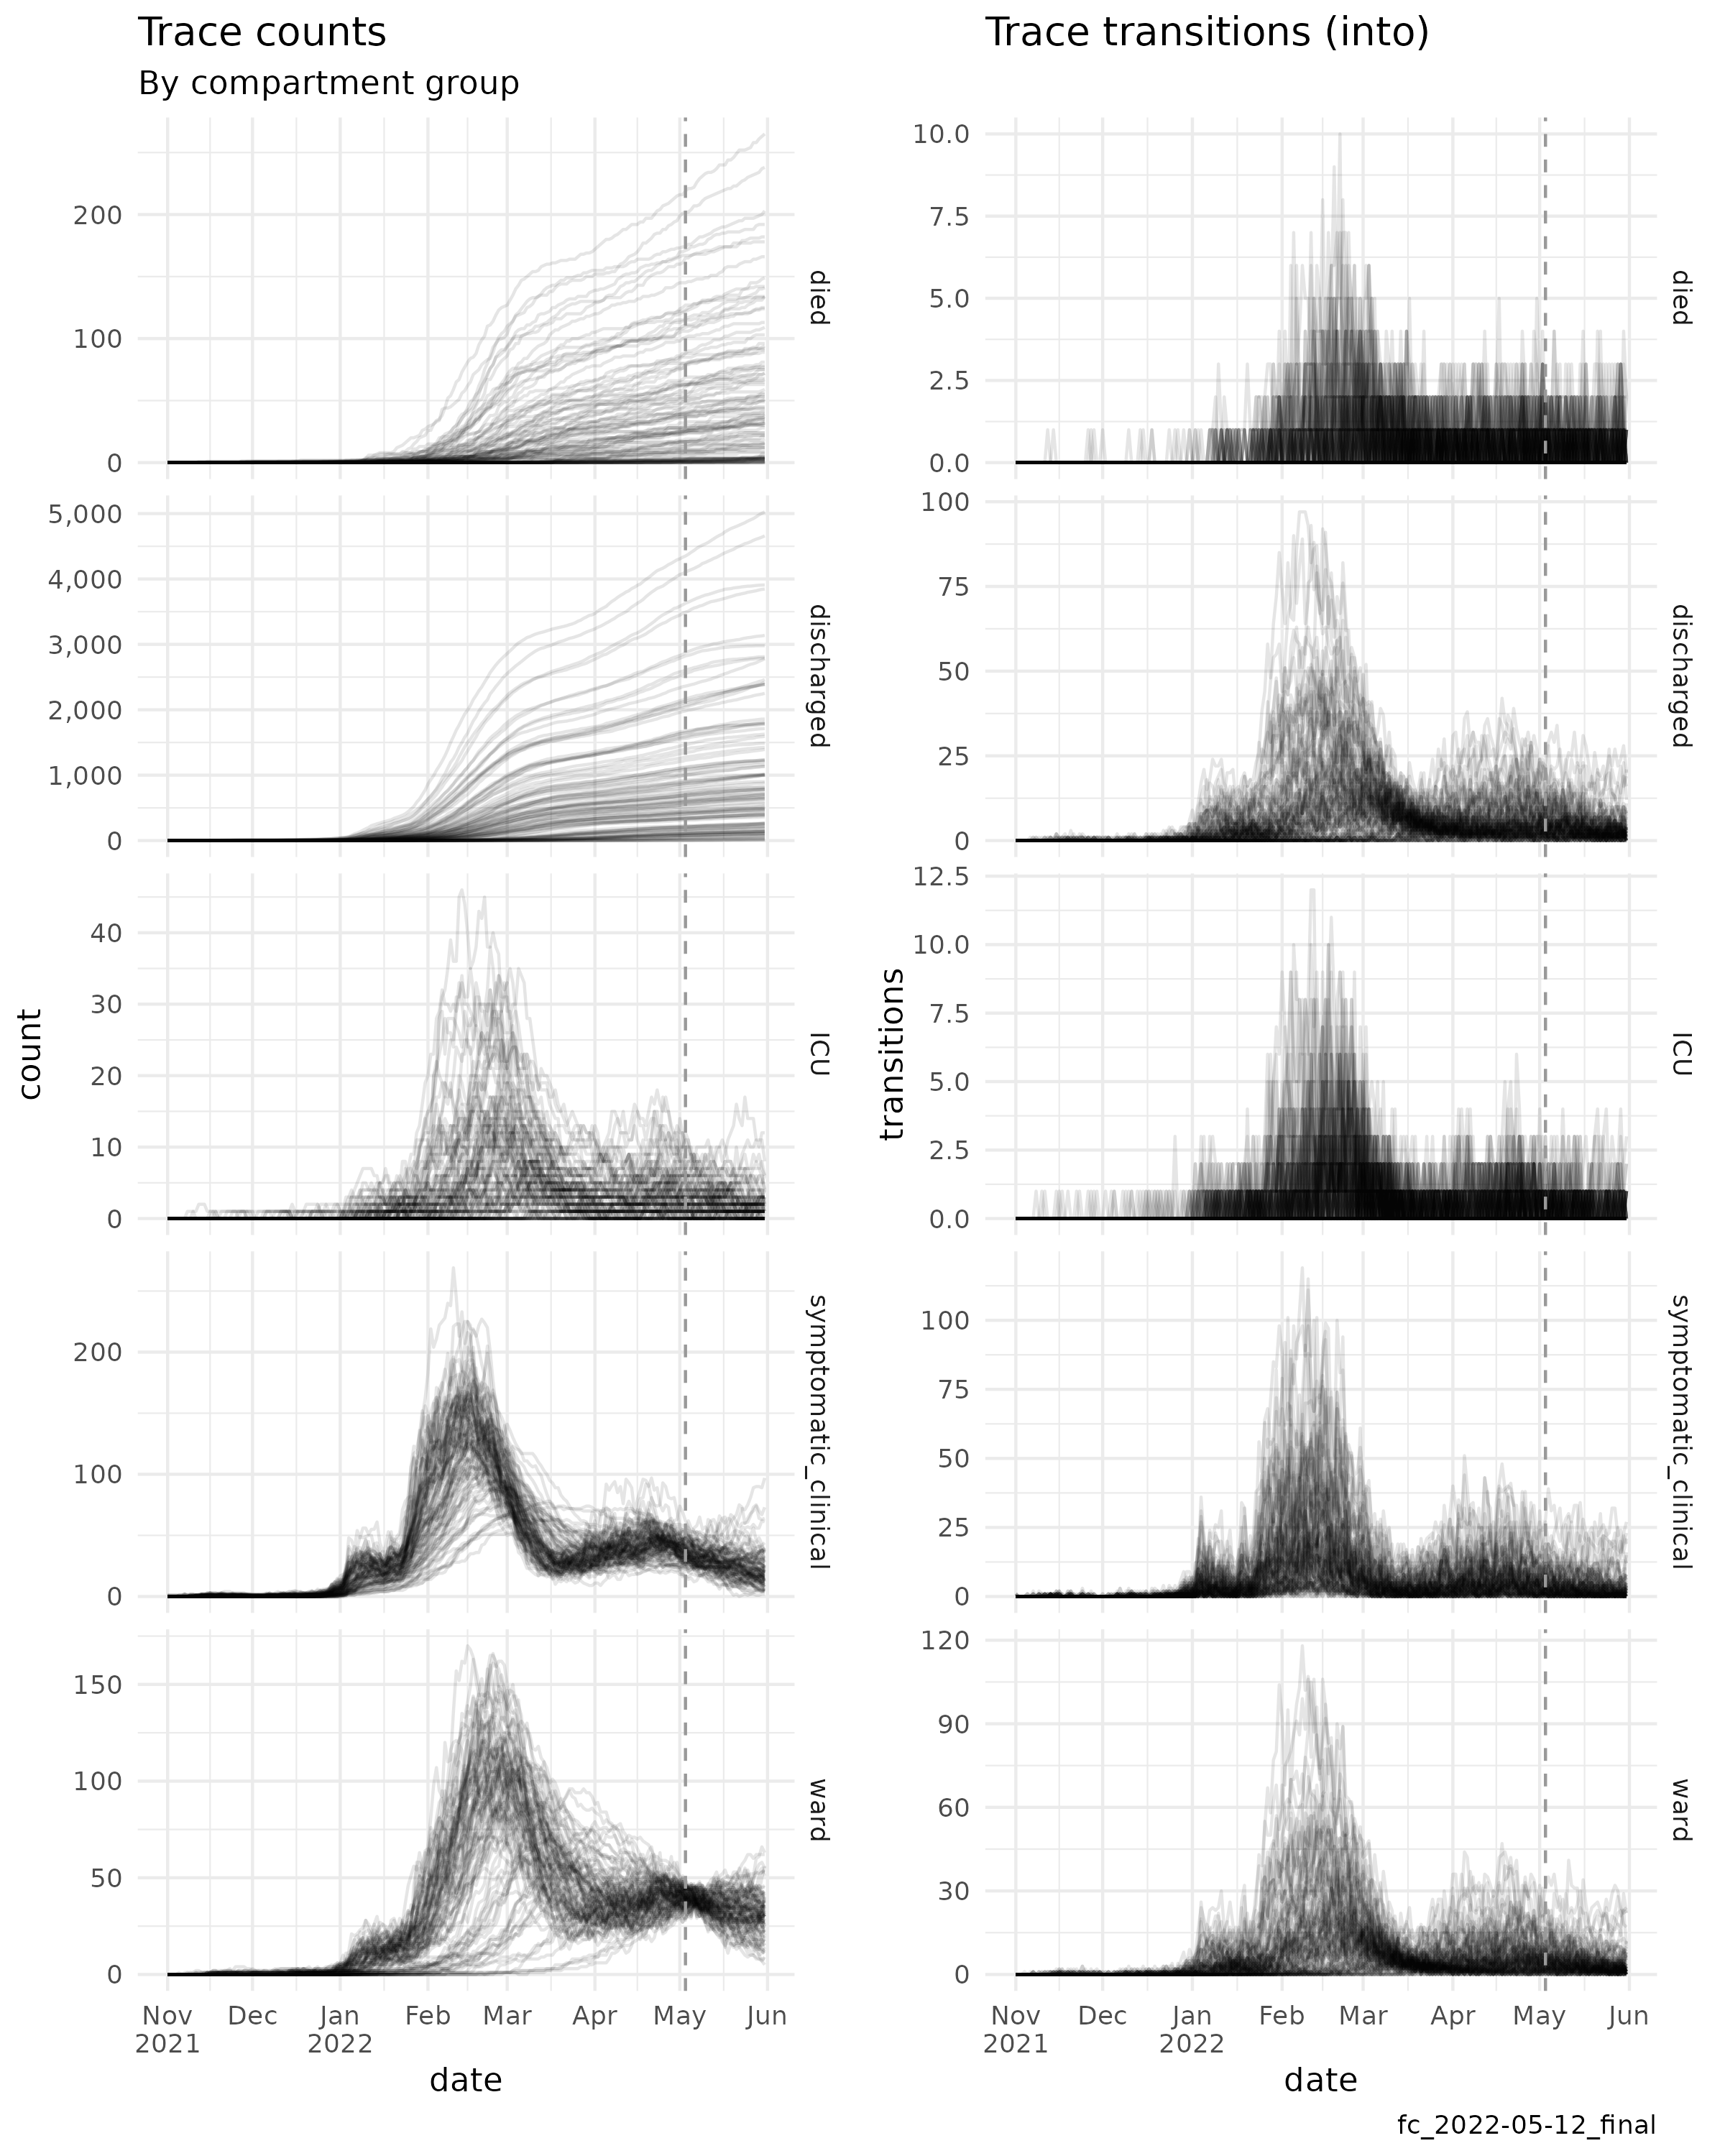 Trace counts
By compartment group
Trace transitions (into)
count
200
100
0
died
5,000
4,000
3,000
2,000
1,000
0
discharged
40
30
20
10
0
ICU
200
100
0
symptomatic_clinical
150
100
50
0
ward
Nov Dec Jan Feb Mar Apr May Jun
2021 2022
date
transitions
10.0
7.5
5.0
2.5
0.0
died
100
75
50
25
0
discharged
12.5
10.0
7.5
5.0
2.5
0.0
ICU
100
75
50
25
0
symptomatic_clinical
120
90
60
30
0
ward
Nov Dec Jan Feb Mar Apr May Jun
2021 2022
date
fc_2022-05-12_final